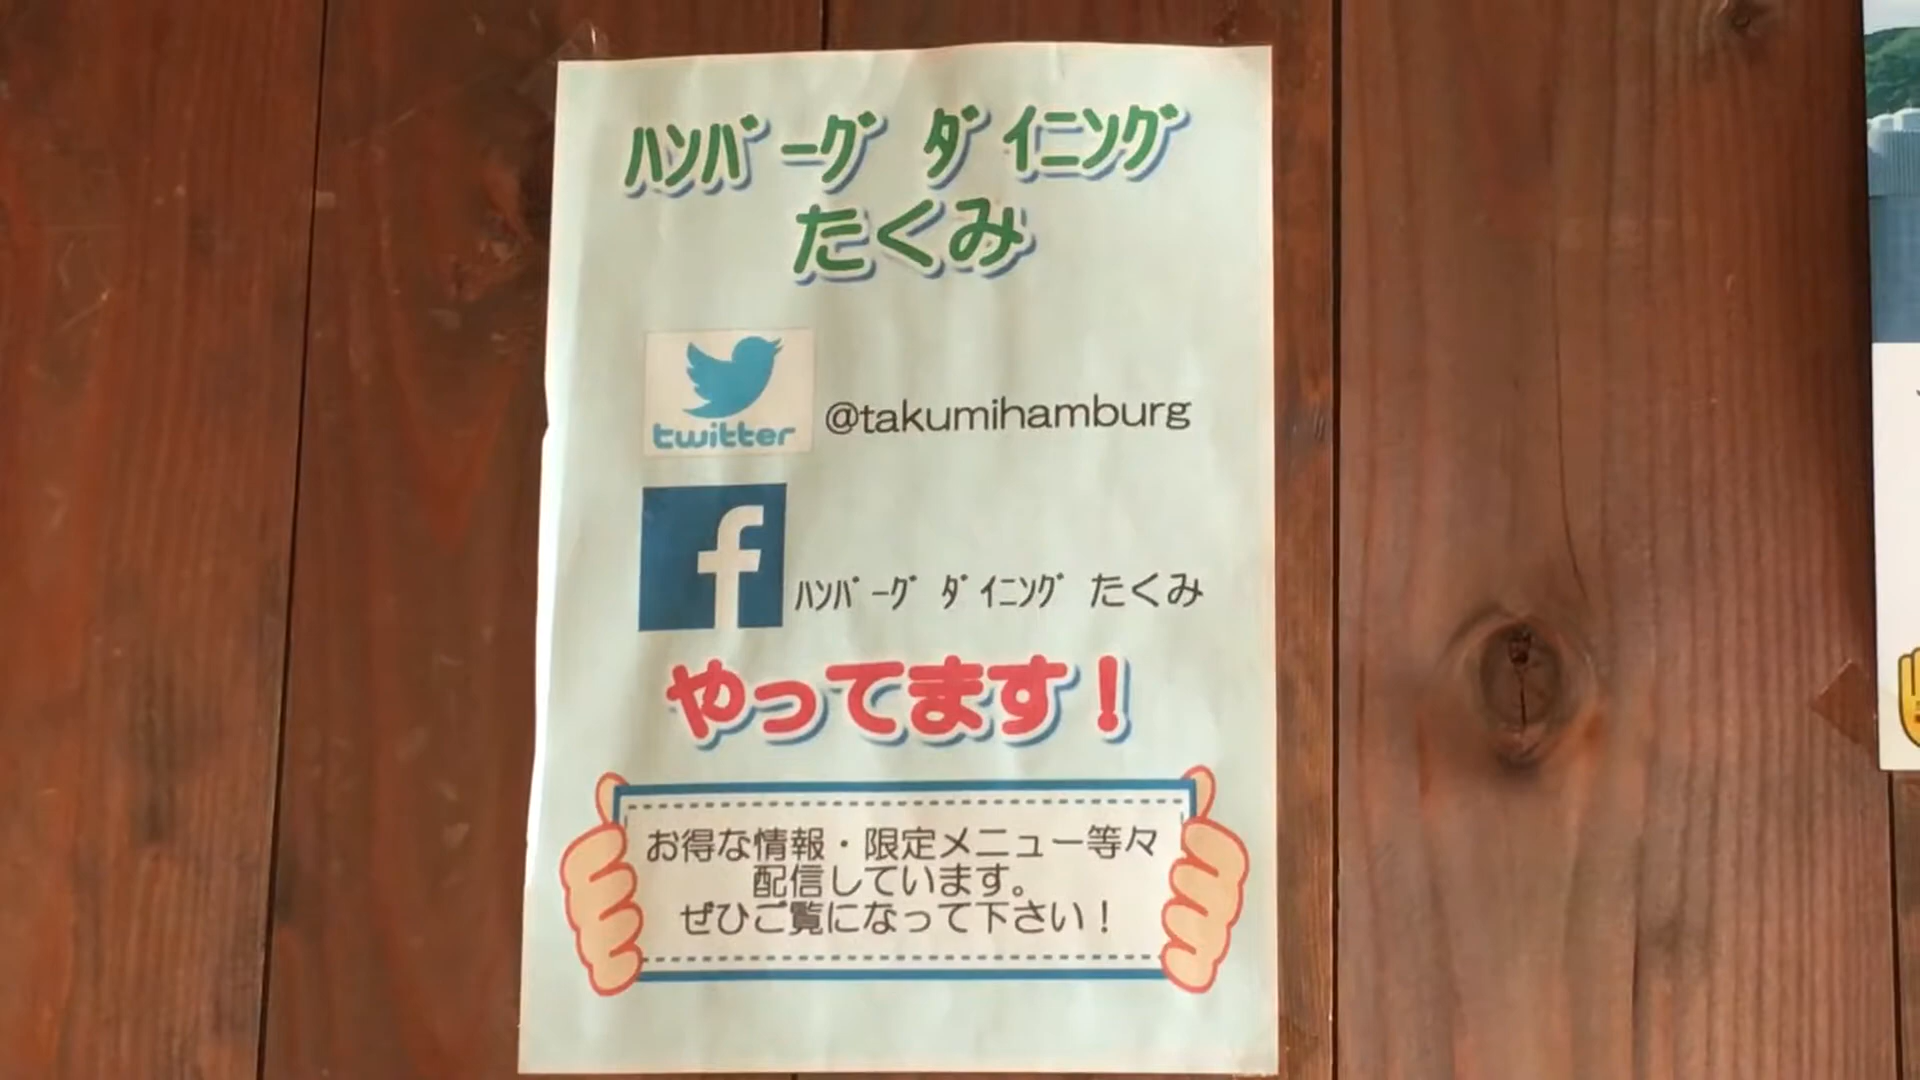 ﾊﾝﾊﾞｰｸﾞ ﾀﾞｲﾆﾝｸﾞ
たくみ
twitter @takumihamburg
f ﾊﾝﾊﾞｰｸﾞ ﾀﾞｲﾆﾝｸﾞ たくみ
やってます！
お得な情報・限定メニュー等々
配信しています。
ぜひご覧になって下さい！